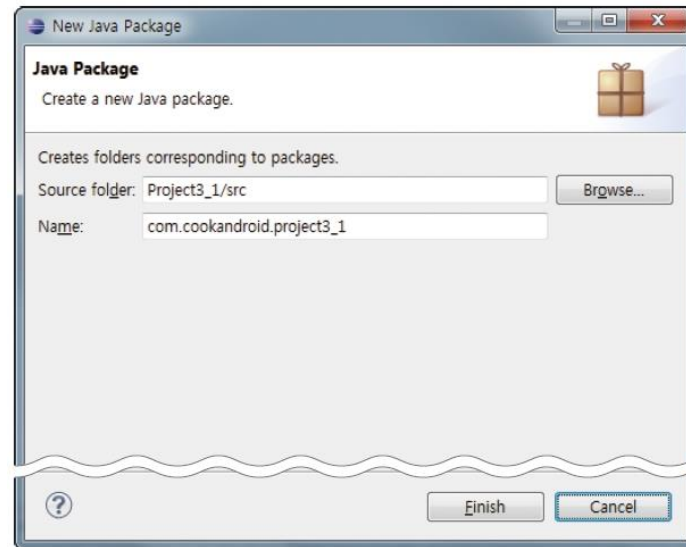 New Java Package
Java Package
Create a new Java package.
Creates folders corresponding to packages.
Source folder: Project3_1/src Browse...
Name: com.cookandroid.project3_1
Finish Cancel